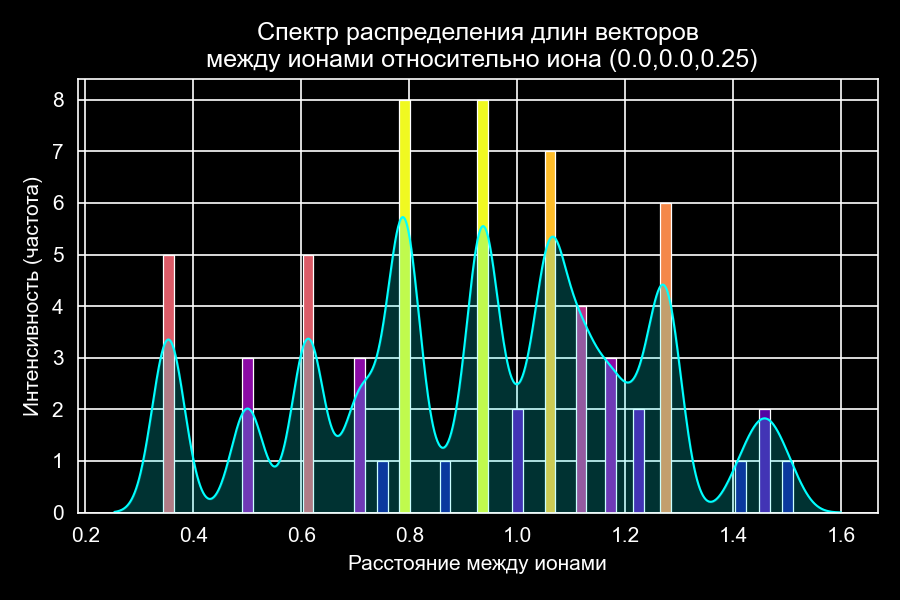 Спектр распределения длин векторов
между ионами относительно иона (0.0,0.0,0.25)
Интенсивность (частота)
8
7
6
5
4
3
2
1
0
0.2 0.4 0.6 0.8 1.0 1.2 1.4 1.6
Расстояние между ионами